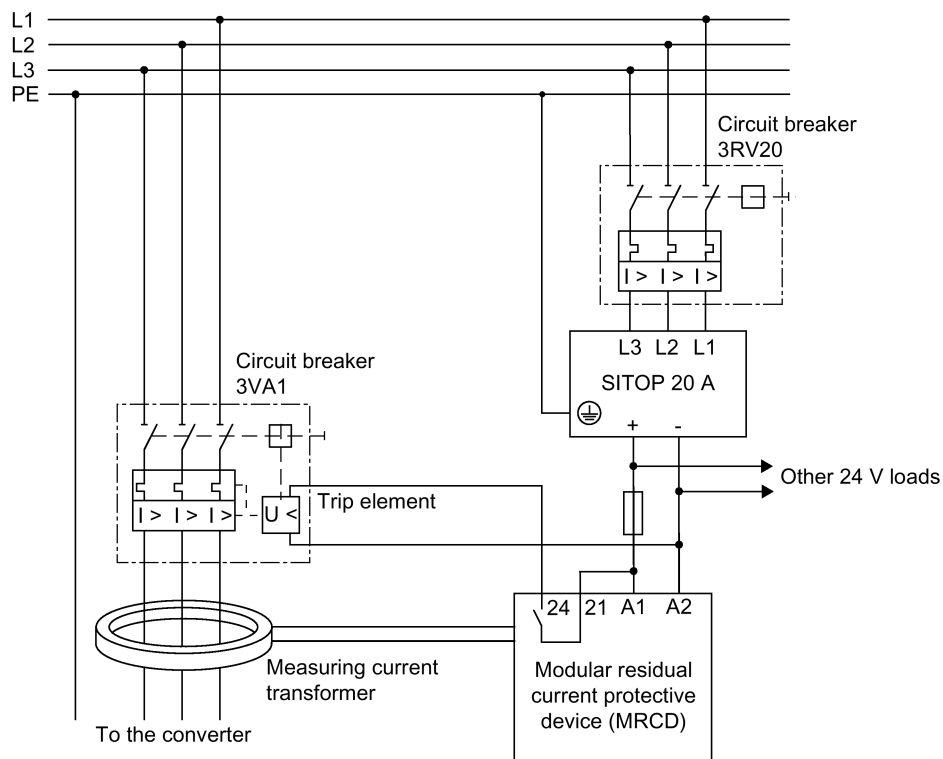 L1
L2
L3
PE
Circuit breaker
3RV20
I > I > I >
L3 L2 L1
SITOP 20 A
+ -
Circuit breaker
3VA1
I > I > I >
U <
Trip element
Other 24 V loads
24 21 A1 A2
Measuring current
transformer
Modular residual
current protective
device (MRCD)
To the converter